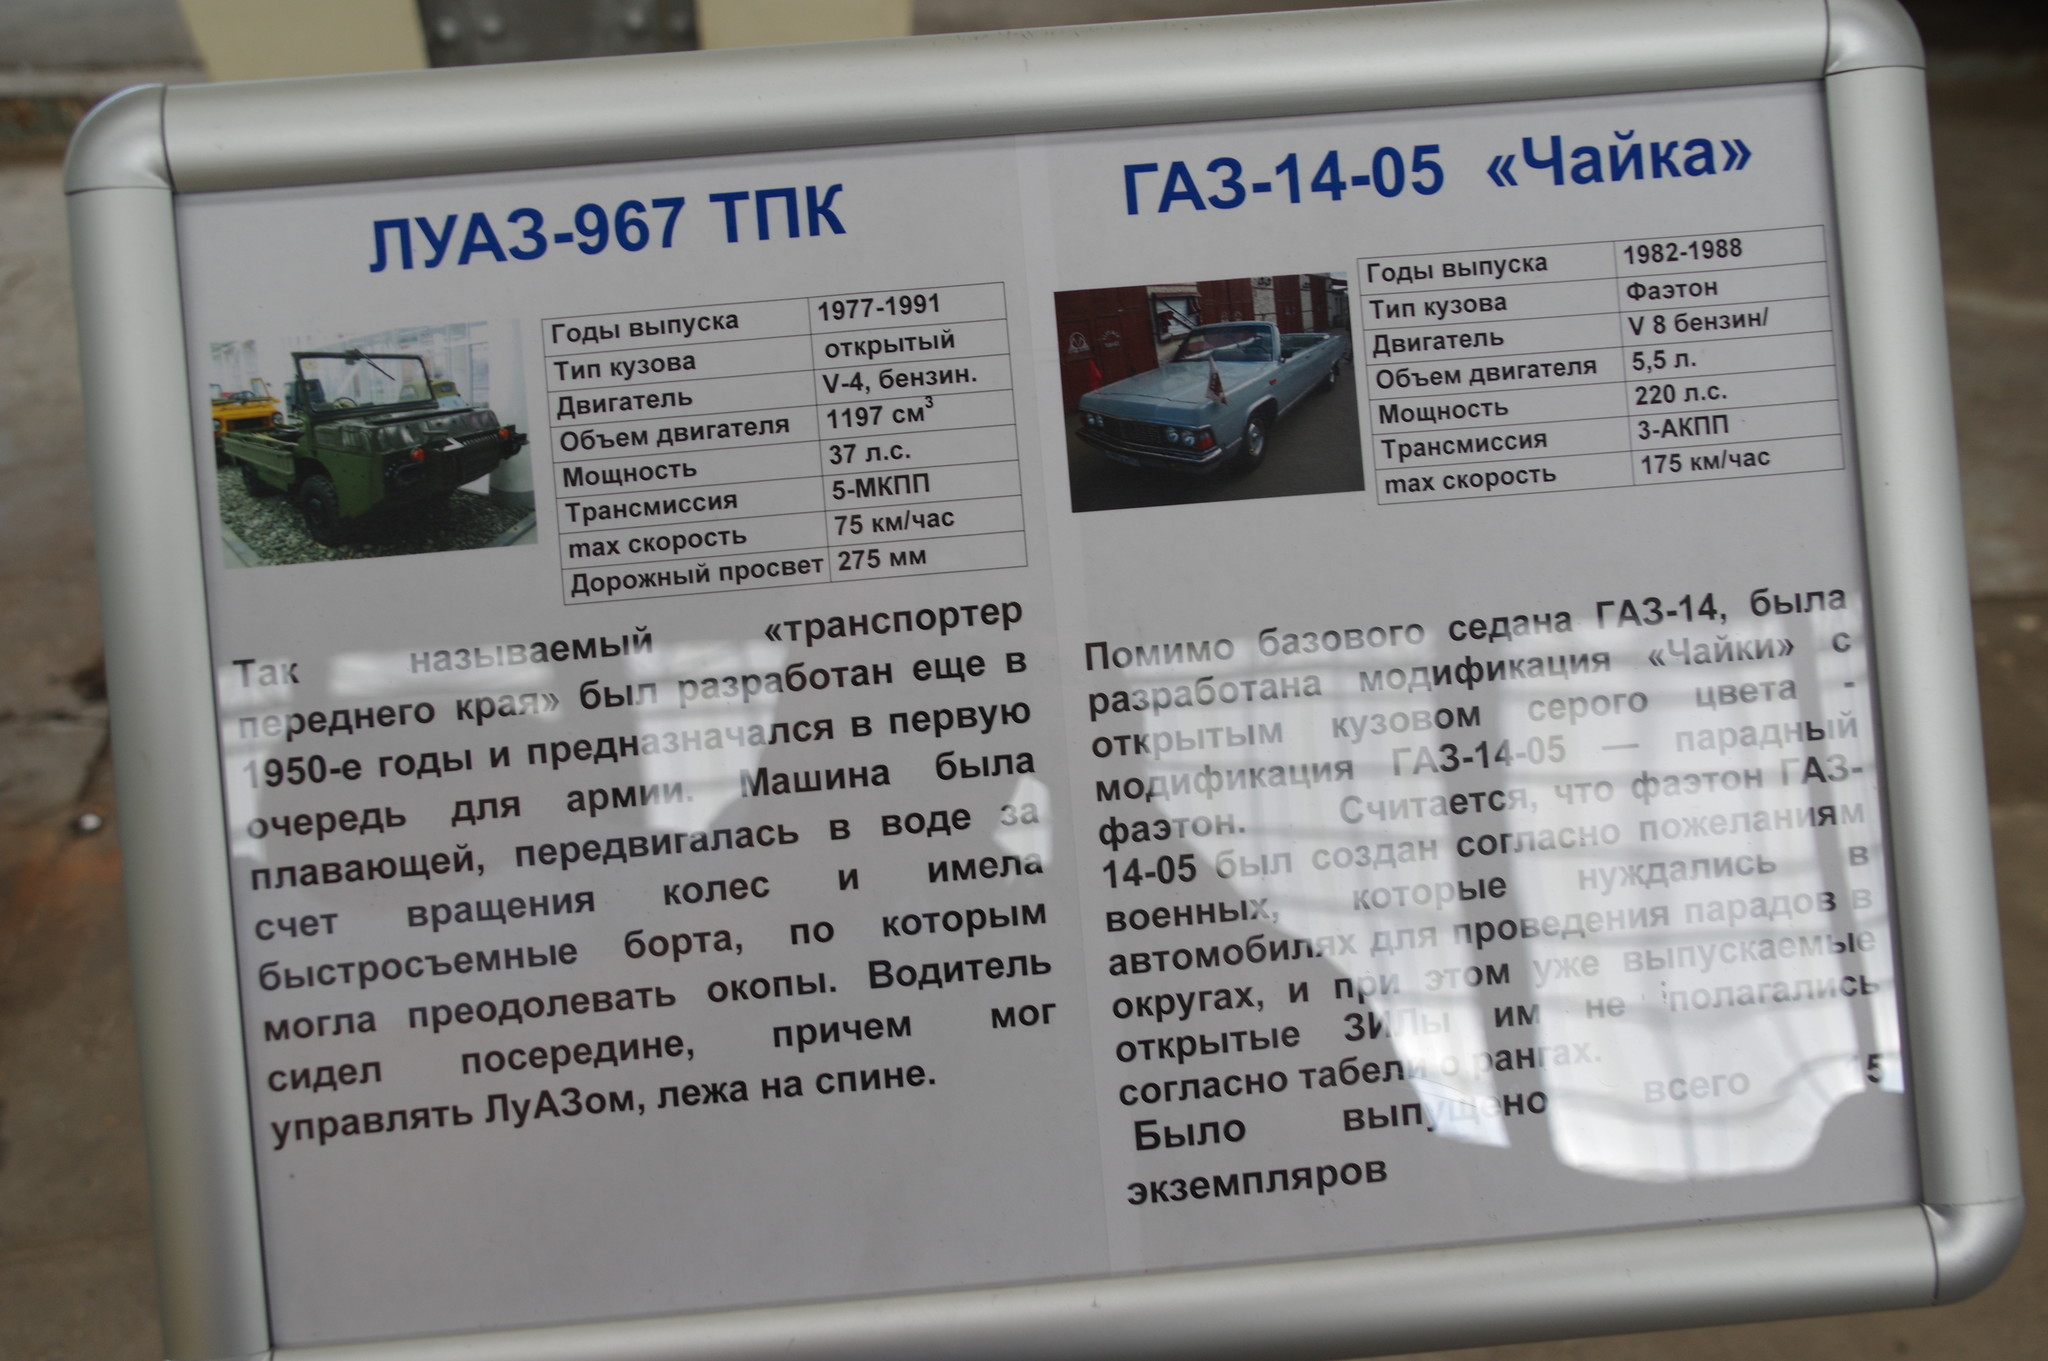 ЛУАЗ-967 ТПК
Годы выпуска 1977-1991
Тип кузова открытый
Двигатель V-4, бензин.
Объем двигателя 1197 см³
Мощность 37 л.с.
Трансмиссия 5-МКПП
max скорость 75 км/час
Дорожный просвет 275 мм
Так называемый «транспортер
переднего края» был разработан еще в
1950-е годы и предназначался в первую
очередь для армии. Машина была
плавающей, передвигалась в воде за
счет вращения колес и имела
быстросъемные борта, по которым
могла преодолевать окопы. Водитель
сидел посередине, причем мог
управлять ЛуАЗом, лежа на спине.
ГАЗ-14-05 «Чайка»
Годы выпуска 1982-1988
Тип кузова Фаэтон
Двигатель V 8 бензин/
Объем двигателя 5,5 л.
Мощность 220 л.с.
Трансмиссия 3-АКПП
max скорость 175 км/час
Помимо базового седана ГАЗ-14, была
разработана модификация «Чайки» с
открытым кузовом серого цвета -
модификация ГАЗ-14-05 — парадный
фаэтон. Считается, что фаэтон ГАЗ-
14-05 был создан согласно пожеланиям
военных, которые нуждались в
автомобилях для проведения парадов в
округах, и при этом уже выпускаемые
открытые ЗИЛы им не полагались
согласно табели о рангах.
Было выпущено всего 15
экземпляров